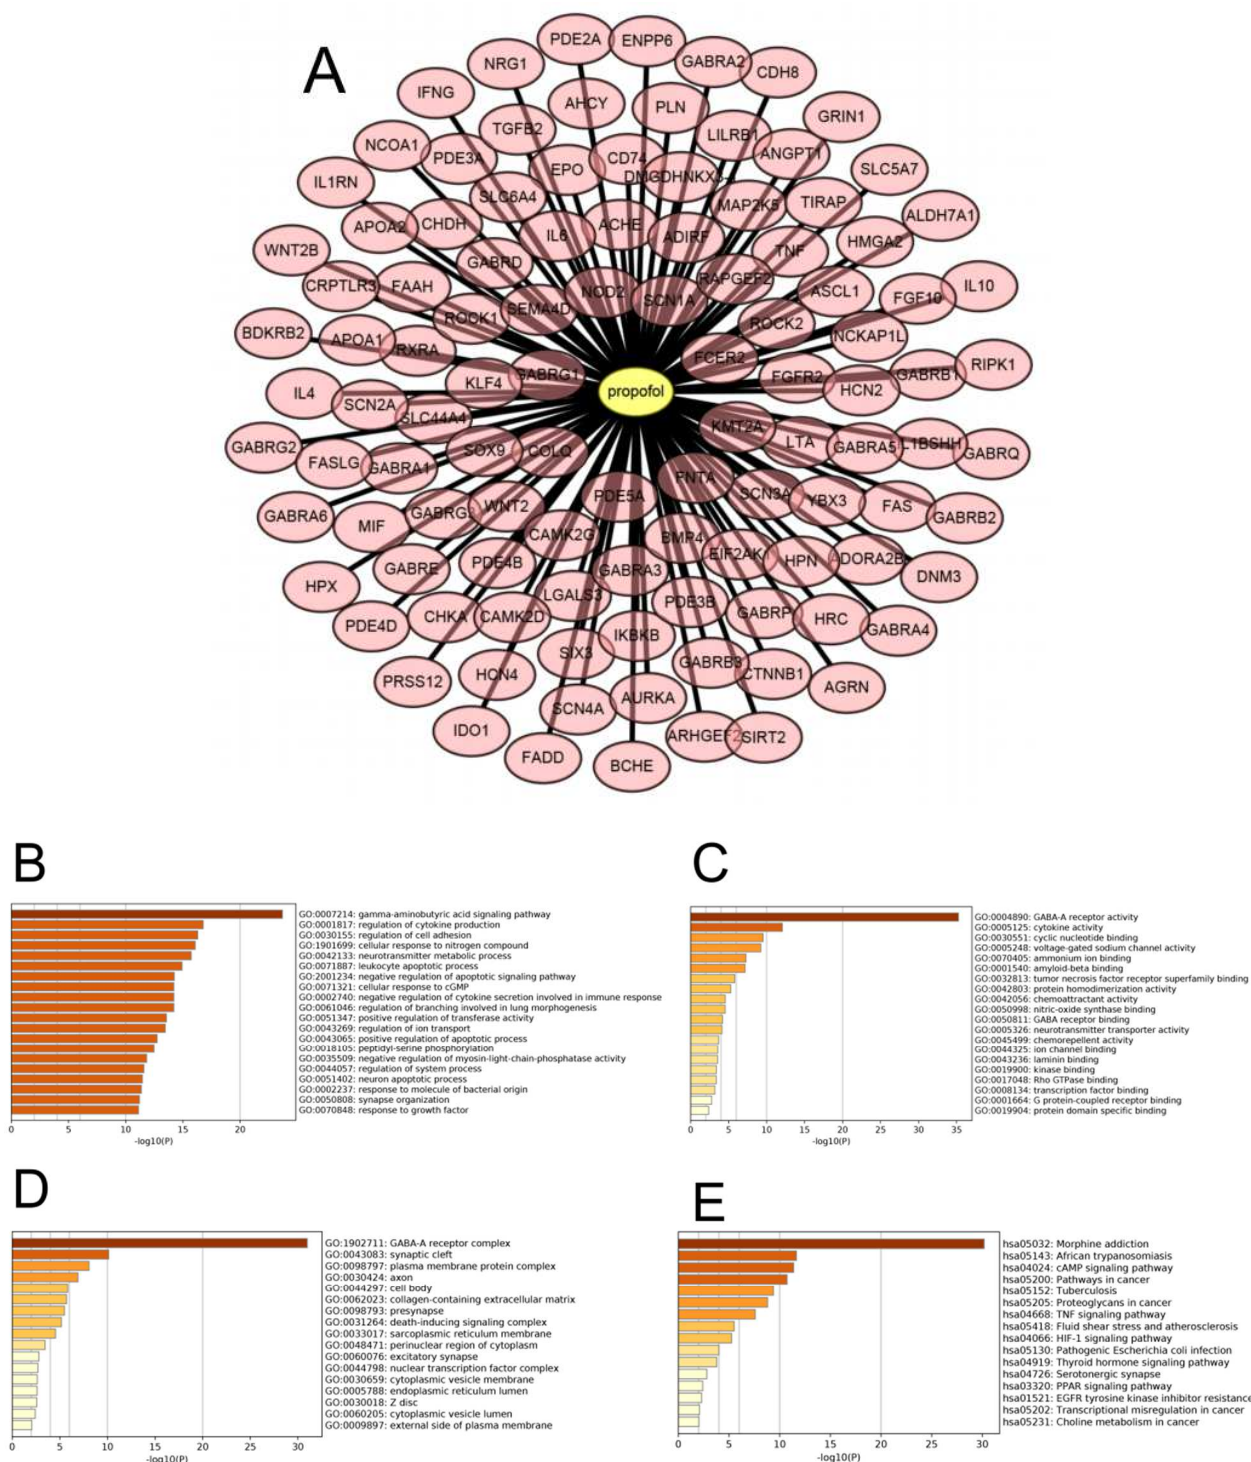 A
PDE2A
ENPP6
NRG1
GABRA2
CDH8
IFNG
AHCY
PLN
GRIN1
TGFB2
LILRB1
NCOA1
PDE3A
EPO
CD74
ANGPT1
SLC5A7
IL1RN
SLC6A4
MAP2K5
TIRAP
APOA2
CHDH
IL6
ACHE
ADIRF
TNF
HMGA2
ALDH7A1
WNT2B
GABRD
CRPTLR3
FAAH
SEMA4D
NOD2
SCN1A
RAPGEF2
ASCL1
FGF10
IL10
BDKRB2
APOA1
RXRA
ROCK1
ROCK2
NCKAP1L
FCER2
IL4
SCN2A
KLF4
GABRG1
propofol
FGFR2
HCN2
GABRB1
RIPK1
SLC44A4
GABRG2
FASLG
GABRA1
SOX9
COLQ
KMT2A
LTA
GABRA5
L1BSHH
GABRQ
GABRA6
MIF
WNT2
PDE5A
FNTA
SCN3A
YBX3
FAS
GABRB2
HPX
GABRE
PDE4B
CAMK2G
GABRA3
BMP4
HPN
ADORA2B
DNM3
PDE4D
CHKA
CAMK2D
LGALS3
IKBKB
PDE3B
GABRP
HRC
GABRA4
PRSS12
HCN4
SIX3
GABRB3
CTNNB1
AGRN
IDO1
SCN4A
AURKA
ARHGEF2
SIRT2
FADD
BCHE
B
GO:0007214: gamma-aminobutyric acid signaling pathway
GO:0001817: regulation of cytokine production
GO:0030155: regulation of cell adhesion
GO:1901699: cellular response to nitrogen compound
GO:0042133: neurotransmitter metabolic process
GO:0071887: leukocyte apoptotic process
GO:2001234: negative regulation of apoptotic signaling pathway
GO:0071321: cellular response to cGMP
GO:0002740: negative regulation of cytokine secretion involved in immune response
GO:0061046: regulation of branching involved in lung morphogenesis
GO:0051347: positive regulation of transferase activity
GO:0043269: regulation of ion transport
GO:0043065: positive regulation of apoptotic process
GO:0018105: peptidyl-serine phosphorylation
GO:0035509: negative regulation of myosin-light-chain-phosphatase activity
GO:0044057: regulation of system process
GO:0051402: neuron apoptotic process
GO:0002237: response to molecule of bacterial origin
GO:0050808: synapse organization
GO:0070848: response to growth factor
0 5 10 15 20
-log10(P)
C
GO:0004890: GABA-A receptor activity
GO:0005125: cytokine activity
GO:0030551: cyclic nucleotide binding
GO:0005248: voltage-gated sodium channel activity
GO:0070405: ammonium ion binding
GO:0001540: amyloid-beta binding
GO:0032813: tumor necrosis factor receptor superfamily binding
GO:0042803: protein homodimerization activity
GO:0042056: chemoattractant activity
GO:0050998: nitric-oxide synthase binding
GO:0050811: GABA receptor binding
GO:0005326: neurotransmitter transporter activity
GO:0045499: chemorepellent activity
GO:0044325: ion channel binding
GO:0043236: laminin binding
GO:0019900: kinase binding
GO:0017048: Rho GTPase binding
GO:0008134: transcription factor binding
GO:0001664: G protein-coupled receptor binding
GO:0019904: protein domain specific binding
0 5 10 15 20 25 30 35
-log10(P)
D
GO:1902711: GABA-A receptor complex
GO:0043083: synaptic cleft
GO:0098797: plasma membrane protein complex
GO:0030424: axon
GO:0044297: cell body
GO:0062023: collagen-containing extracellular matrix
GO:0098793: presynapse
GO:0031264: death-inducing signaling complex
GO:0033017: sarcoplasmic reticulum membrane
GO:0048471: perinuclear region of cytoplasm
GO:0060076: excitatory synapse
GO:0044798: nuclear transcription factor complex
GO:0030659: cytoplasmic vesicle membrane
GO:0005788: endoplasmic reticulum lumen
GO:0030018: Z disc
GO:0060205: cytoplasmic vesicle lumen
GO:0009897: external side of plasma membrane
0 5 10 15 20 25 30
-log10(P)
E
hsa05032: Morphine addiction
hsa05143: African trypanosomiasis
hsa04024: cAMP signaling pathway
hsa05200: Pathways in cancer
hsa05152: Tuberculosis
hsa05205: Proteoglycans in cancer
hsa04668: TNF signaling pathway
hsa05418: Fluid shear stress and atherosclerosis
hsa04066: HIF-1 signaling pathway
hsa05130: Pathogenic Escherichia coli infection
hsa04919: Thyroid hormone signaling pathway
hsa04726: Serotonergic synapse
hsa03320: PPAR signaling pathway
hsa01521: EGFR tyrosine kinase inhibitor resistance
hsa05202: Transcriptional misregulation in cancer
hsa05231: Choline metabolism in cancer
0 5 10 15 20 25 30
-log10(P)